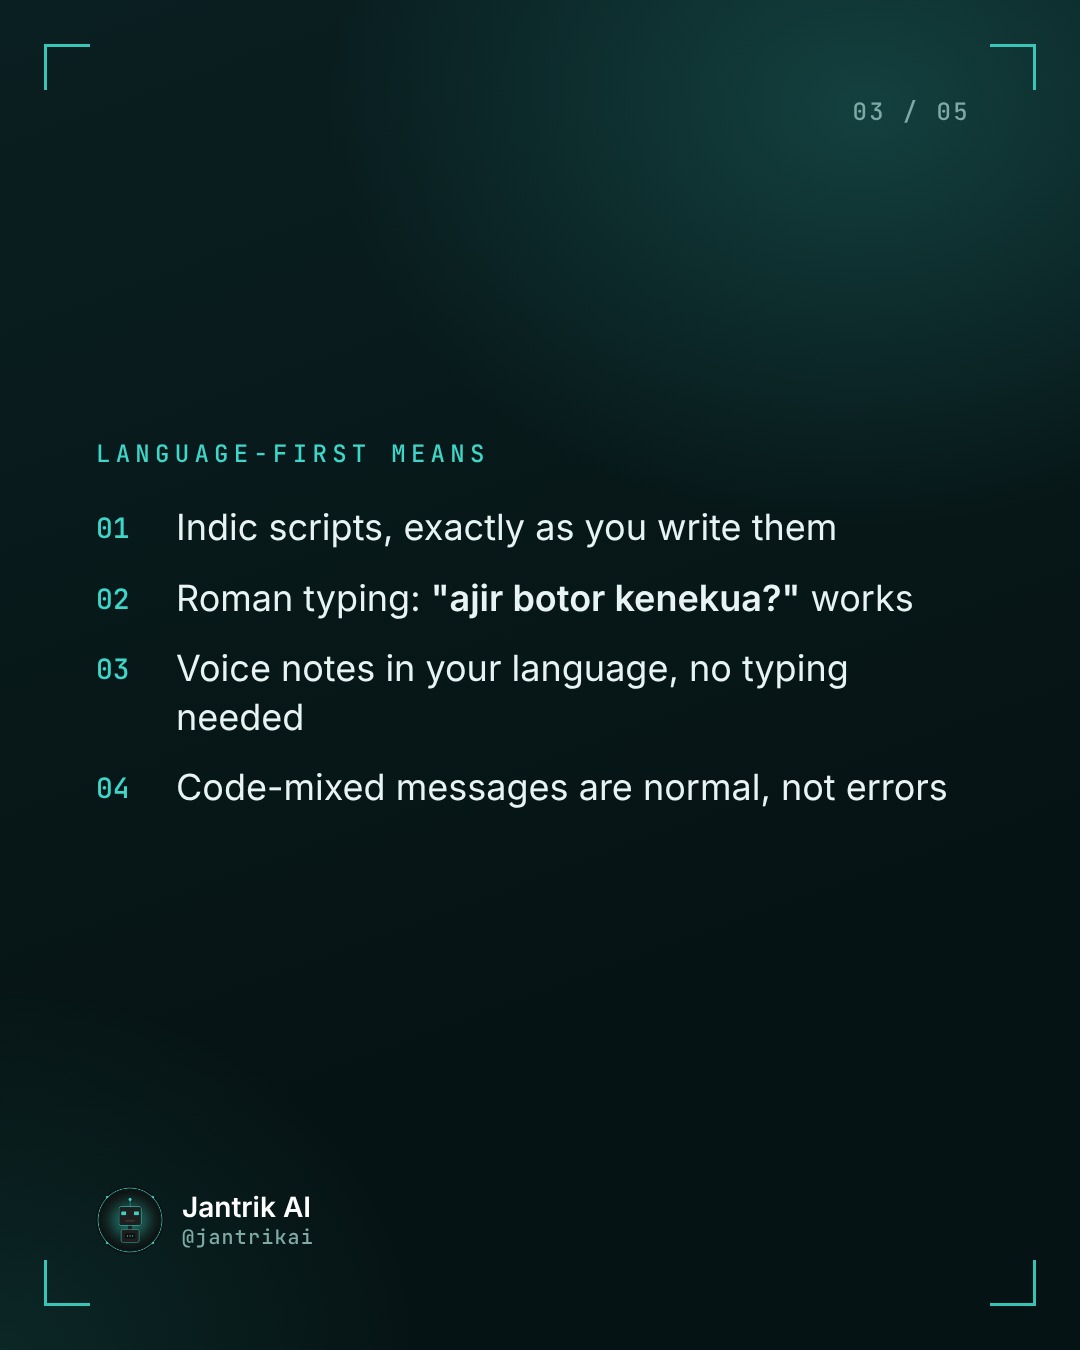 03 / 05
LANGUAGE-FIRST MEANS
01 Indic scripts, exactly as you write them
02 Roman typing: "ajir botor kenekua?" works
03 Voice notes in your language, no typing
needed
04 Code-mixed messages are normal, not errors
Jantrik AI
@jantrikai